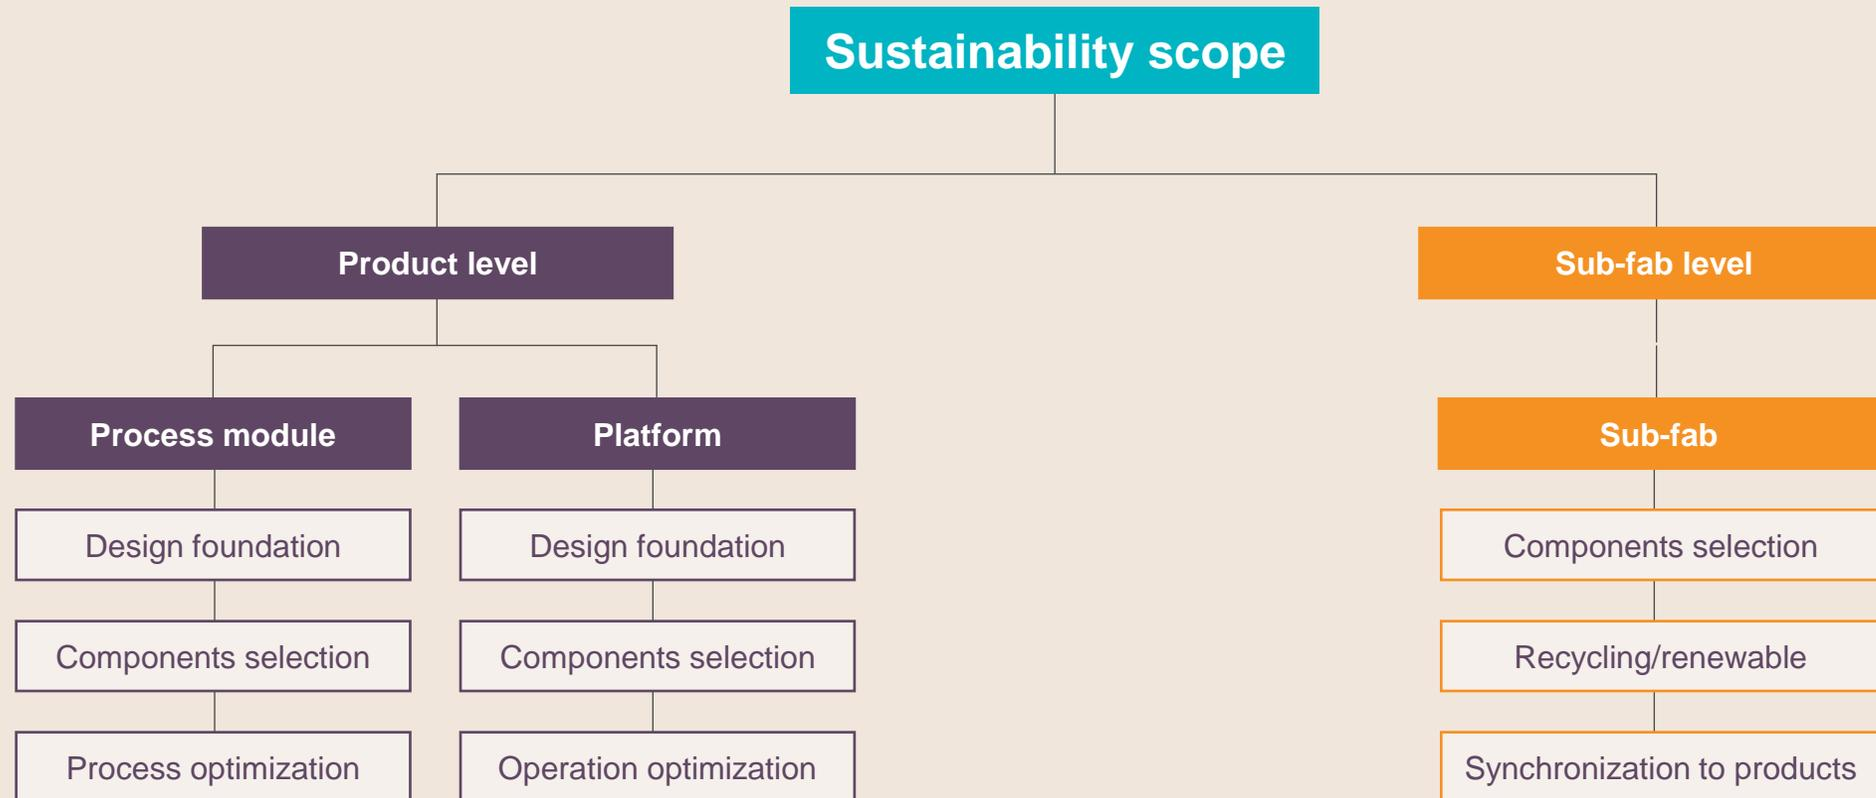 Sustainability scope
Product level
Sub-fab level
Process module
Platform
Sub-fab
Design foundation
Design foundation
Components selection
Components selection
Components selection
Recycling/renewable
Process optimization
Operation optimization
Synchronization to products